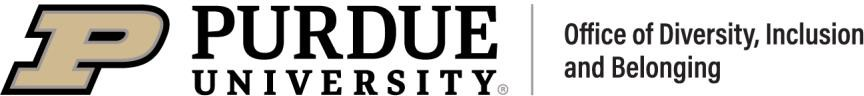 P
PURDUE
UNIVERSITY®
Office of Diversity, Inclusion
and Belonging